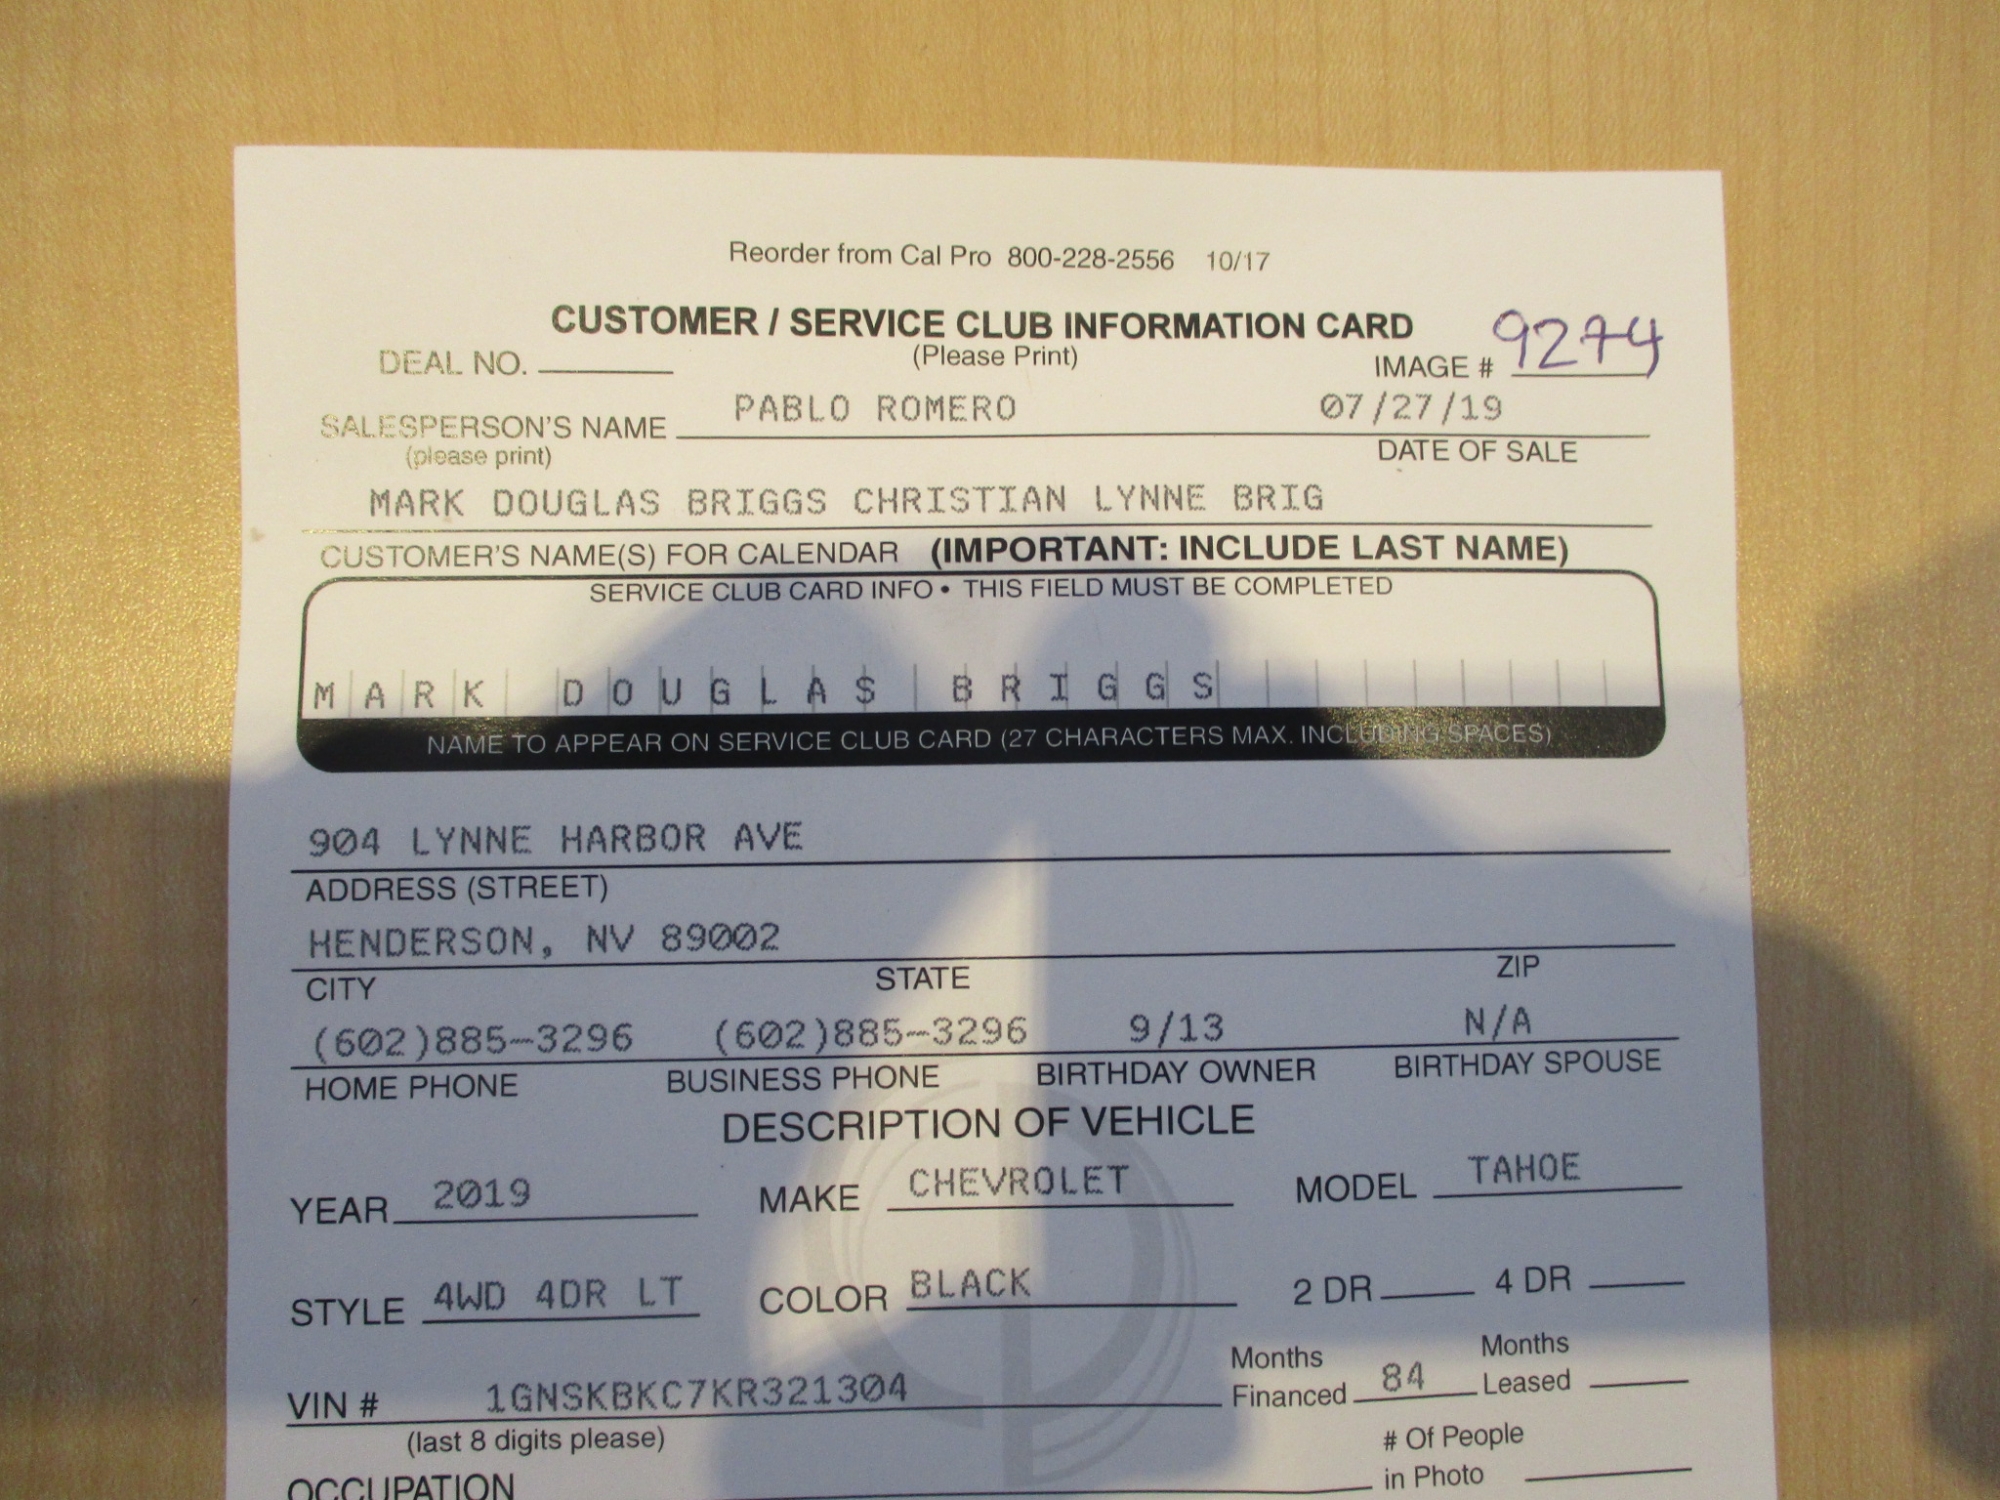 Reorder from Cal Pro 800-228-2556 10/17
CUSTOMER / SERVICE CLUB INFORMATION CARD
(Please Print)
DEAL NO. IMAGE # 9274
SALESPERSON'S NAME PABLO ROMERO 07/27/19
(please print) DATE OF SALE
MARK DOUGLAS BRIGGS CHRISTIAN LYNNE BRIG
CUSTOMER'S NAME(S) FOR CALENDAR (IMPORTANT: INCLUDE LAST NAME)
SERVICE CLUB CARD INFO • THIS FIELD MUST BE COMPLETED
MARK DOUGLAS BRIGGS
NAME TO APPEAR ON SERVICE CLUB CARD (27 CHARACTERS MAX. INCLUDING SPACES)
904 LYNNE HARBOR AVE
ADDRESS (STREET)
HENDERSON, NV 89002
CITY STATE ZIP
(602)885-3296 (602)885-3296 9/13 N/A
HOME PHONE BUSINESS PHONE BIRTHDAY OWNER BIRTHDAY SPOUSE
DESCRIPTION OF VEHICLE
YEAR 2019 MAKE CHEVROLET MODEL TAHOE
STYLE 4WD 4DR LT COLOR BLACK 2 DR 4 DR
VIN # 1GNSKBKC7KR321304 Months Financed 84 Months Leased
(last 8 digits please) # Of People
OCCUPATION in Photo